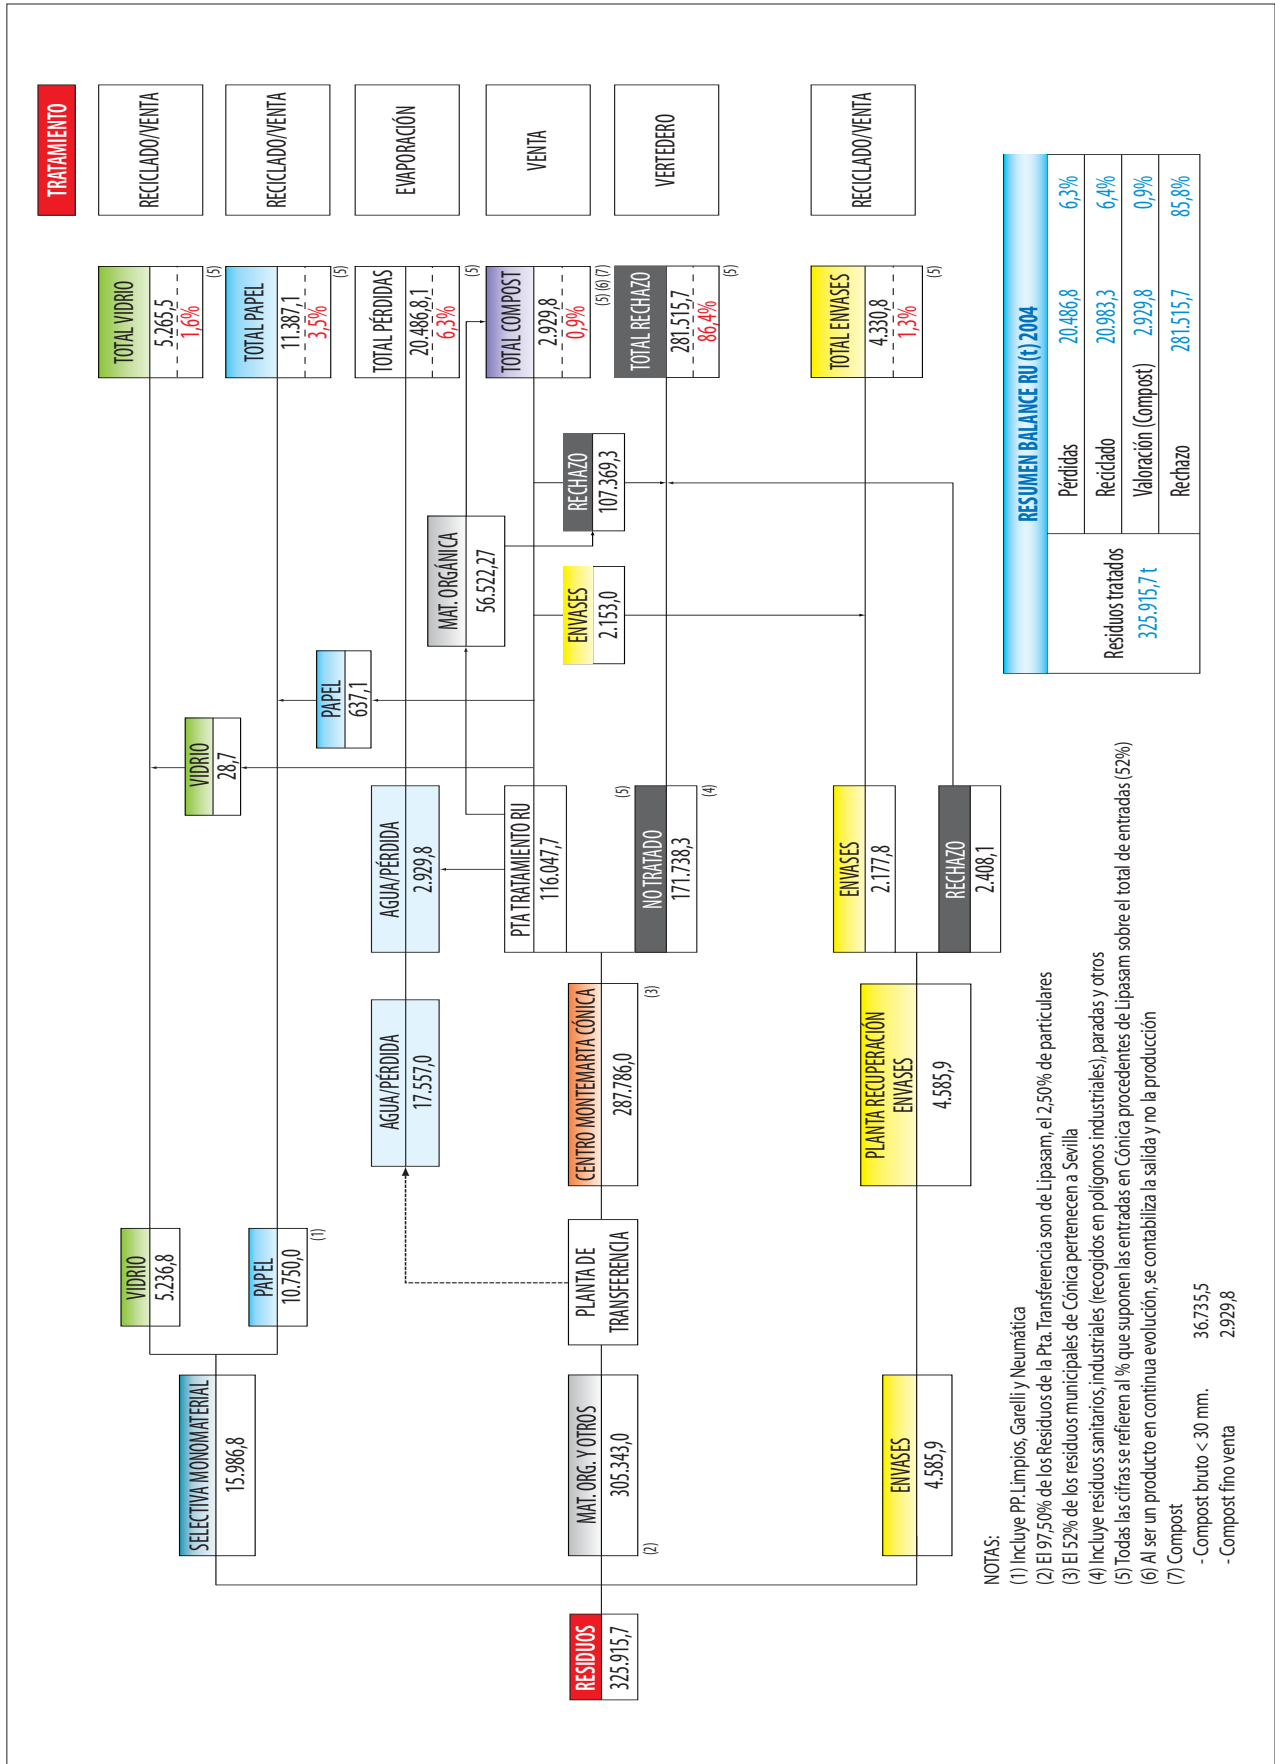 TRATAMIENTO
RESIDUOS
325.915,7
SELECTIVA MONOMATERIAL
15.986,8
VIDRIO
5.236,8
PAPEL
10.750,0
(1)
VIDRIO
28,7
PAPEL
637,1
TOTAL VIDRIO
5.265,5
1,6%
(5)
RECICLADO/VENTA
TOTAL PAPEL
11.387,1
3,5%
(5)
RECICLADO/VENTA
AGUA/PÉRDIDA
17.557,0
AGUA/PÉRDIDA
2.929,8
TOTAL PÉRDIDAS
20.486,8,1
6,3%
(5)
EVAPORACIÓN
MAT. ORG. Y OTROS
305.343,0
(2)
PLANTA DE
TRANSFERENCIA
CENTRO MONTEMARTA CÓNICA
287.786,0
(3)
PTA TRATAMIENTO RU
116.047,7
MAT. ORGÁNICA
56.522,27
TOTAL COMPOST
2.929,8
0,9%
(5) (6) (7)
VENTA
ENVASES
2.153,0
RECHAZO
107.369,3
(5)
NO TRATADO
171.738,3
(4)
TOTAL RECHAZO
281.515,7
86,4%
(5)
VERTEDERO
ENVASES
4.585,9
PLANTA RECUPERACIÓN
ENVASES
4.585,9
ENVASES
2.177,8
RECHAZO
2.408,1
TOTAL ENVASES
4.330,8
1,3%
(5)
RECICLADO/VENTA
NOTAS:
(1) Incluye PP. Limpios, Garelli y Neumática
(2) El 97,50% de los Residuos de la Pta. Transferencia son de Lipasam, el 2,50% de particulares
(3) El 52% de los residuos municipales de Cónica pertenecen a Sevilla
(4) Incluye residuos sanitarios, industriales (recogidos en polígonos industriales), paradas y otros
(5) Todas las cifras se refieren al % que suponen las entradas en Cónica procedentes de Lipasam sobre el total de entradas (52%)
(6) Al ser un producto en continua evolución, se contabiliza la salida y no la producción
(7) Compost
- Compost bruto < 30 mm. 36.735,5
- Compost fino venta 2.929,8
RESUMEN BALANCE RU (t) 2004
Residuos tratados
325.915,7 t
Pérdidas 20.486,8 6,3%
Reciclado 20.983,3 6,4%
Valoración (Compost) 2.929,8 0,9%
Rechazo 281.515,7 85,8%